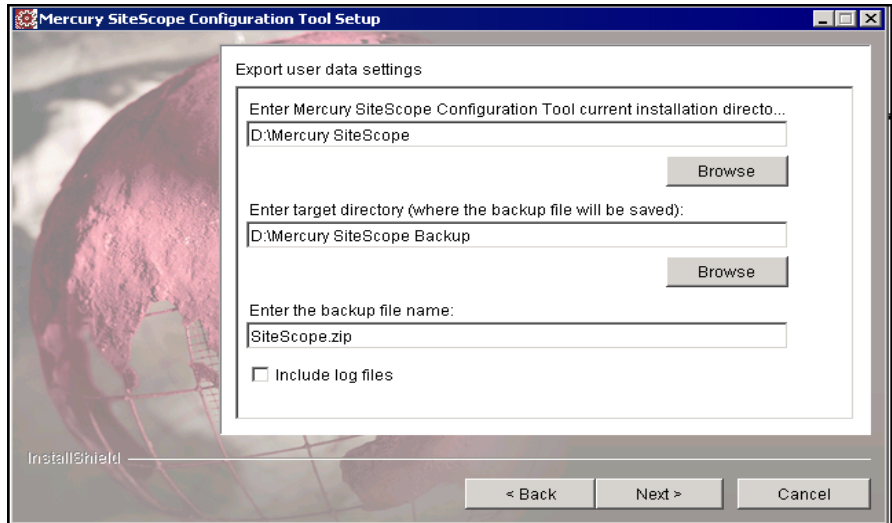 Mercury SiteScope Configuration Tool Setup
Export user data settings
Enter Mercury SiteScope Configuration Tool current installation directo...
D:\Mercury SiteScope
Browse
Enter target directory (where the backup file will be saved):
D:\Mercury SiteScope Backup
Browse
Enter the backup file name:
SiteScope.zip
Include log files
InstallShield
< Back
Next >
Cancel